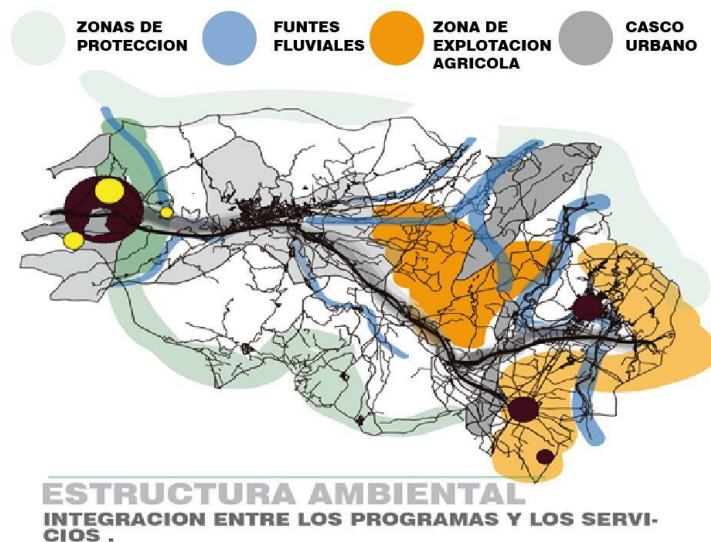 ZONAS DE
PROTECCION
FUNTES
FLUVIALES
ZONA DE
EXPLOTACION
AGRICOLA
CASCO
URBANO
ESTRUCTURA AMBIENTAL
INTEGRACION ENTRE LOS PROGRAMAS Y LOS SERVI-
CIOS .